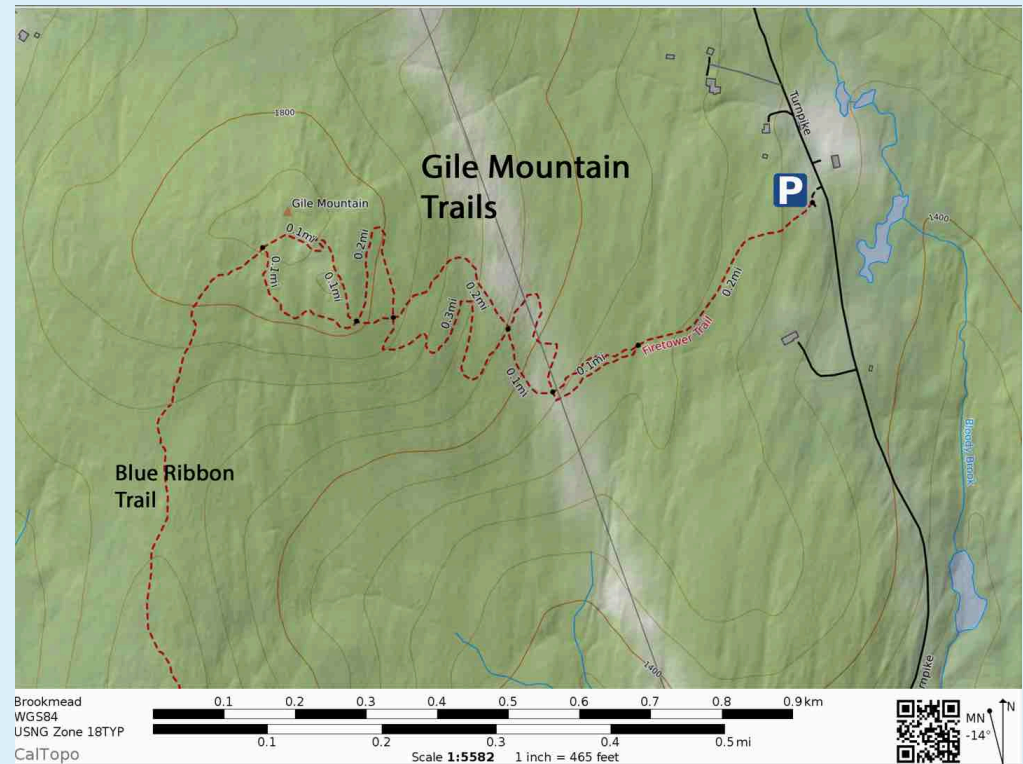 1800
Gile Mountain
Trails
Turnpike
P
Gile Mountain
0.1mi
0.2mi
0.1mi
0.1mi
1400
0.2mi
0.2mi
0.3mi
Firetower Trail
0.1mi
0.1mi
Bloody Brook
Blue Ribbon
Trail
1400
rnpike
Brookmead
WGS84
USNG Zone 18TYP
CalTopo
0.1 0.2 0.3 0.4 0.5 0.6 0.7 0.8 0.9 km
0.1 0.2 0.3 0.4 0.5 mi
Scale 1:5582 1 inch = 465 feet
MN
-14°
N